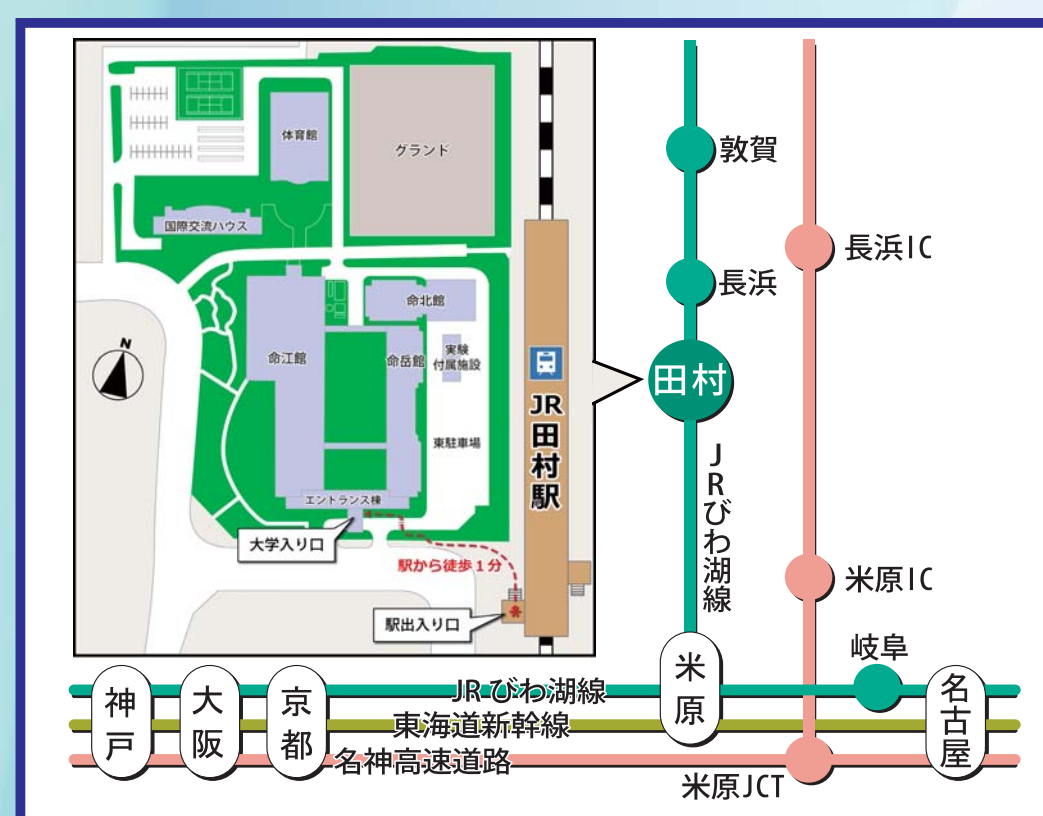 体育館
グランド
国際交流ハウス
命北館
命江館
命岳館
実験
付属施設
東駐車場
エントランス棟
大学入り口
駅から徒歩1分
駅出入り口
N
JR田村駅
敦賀
長浜IC
長浜
田村
JRびわ湖線
米原IC
岐阜
神戸
大阪
京都
米原
名古屋
JRびわ湖線
東海道新幹線
名神高速道路
米原JCT